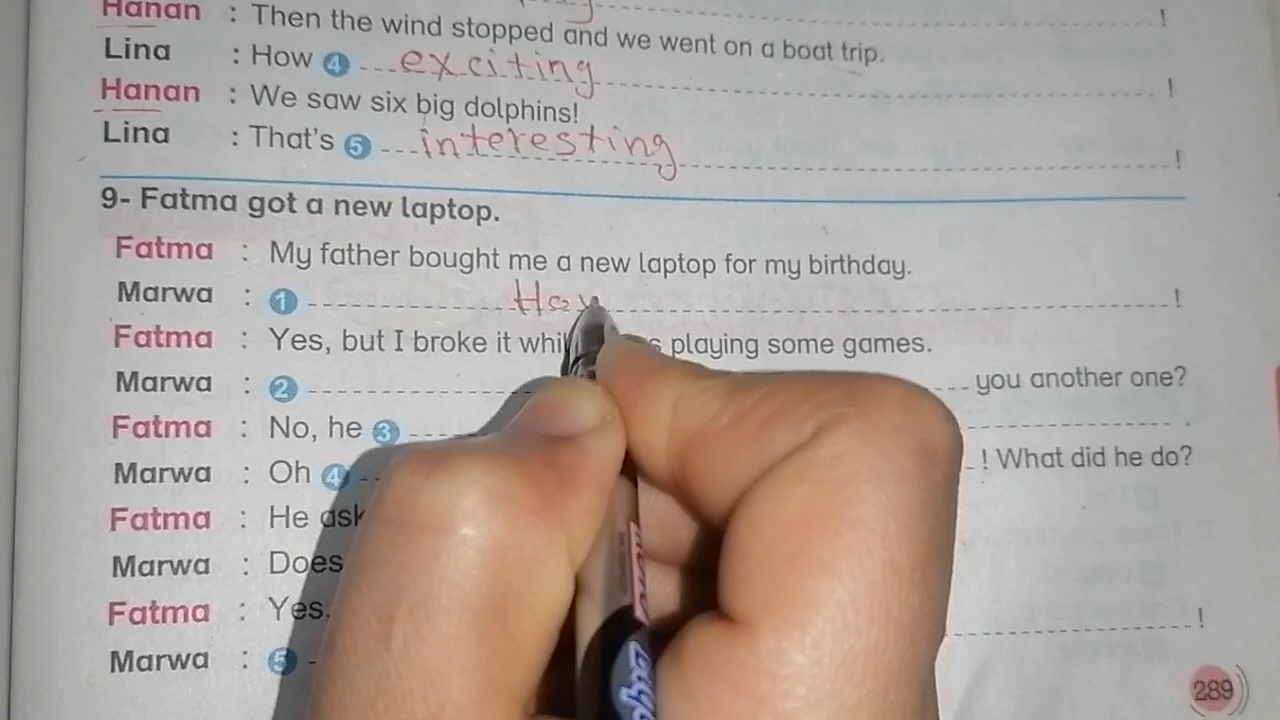 Hanan : Then the wind stopped and we went on a boat trip. !
Lina : How 4 exciting !
Hanan : We saw six big dolphins!
Lina : That's 5 interesting !
9- Fatma got a new laptop.
Fatma : My father bought me a new laptop for my birthday.
Marwa : 1 How !
Fatma : Yes, but I broke it playing some games.
Marwa : 2 you another one?
Fatma : No, he 3 .
Marwa : Oh 4 ! What did he do?
Fatma : He
Marwa : Does
Fatma : Yes.
Marwa : 5 !
289